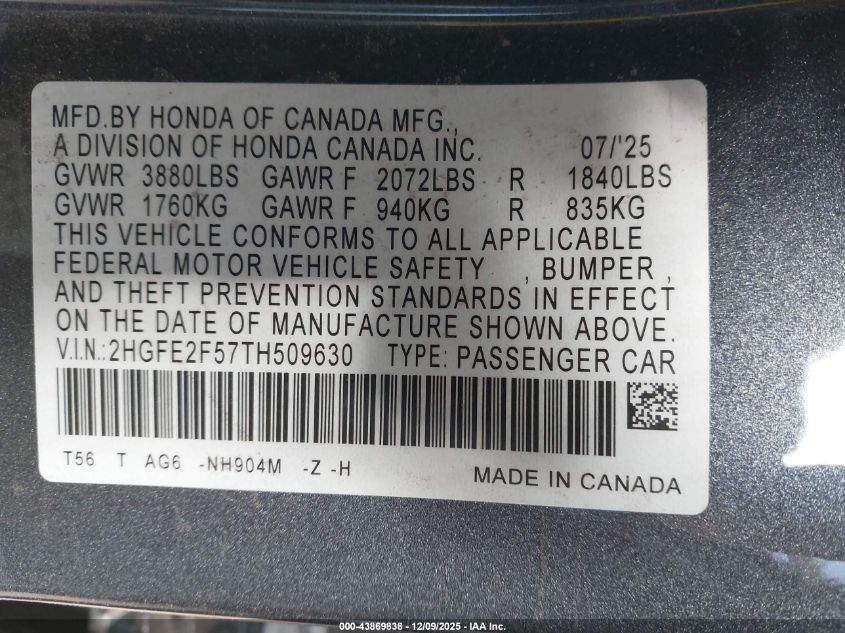 MFD.BY HONDA OF CANADA MFG.,
A DIVISION OF HONDA CANADA INC. 07/'25
GVWR 3880LBS GAWR F 2072LBS R 1840LBS
GVWR 1760KG GAWR F 940KG R 835KG
THIS VEHICLE CONFORMS TO ALL APPLICABLE
FEDERAL MOTOR VEHICLE SAFETY , BUMPER ,
AND THEFT PREVENTION STANDARDS IN EFFECT
ON THE DATE OF MANUFACTURE SHOWN ABOVE.
V.I.N.:2HGFE2F57TH509630 TYPE: PASSENGER CAR
T56 T AG6 -NH904M -Z -H
MADE IN CANADA
000-43869838 - 12/09/2025 - IAA Inc.